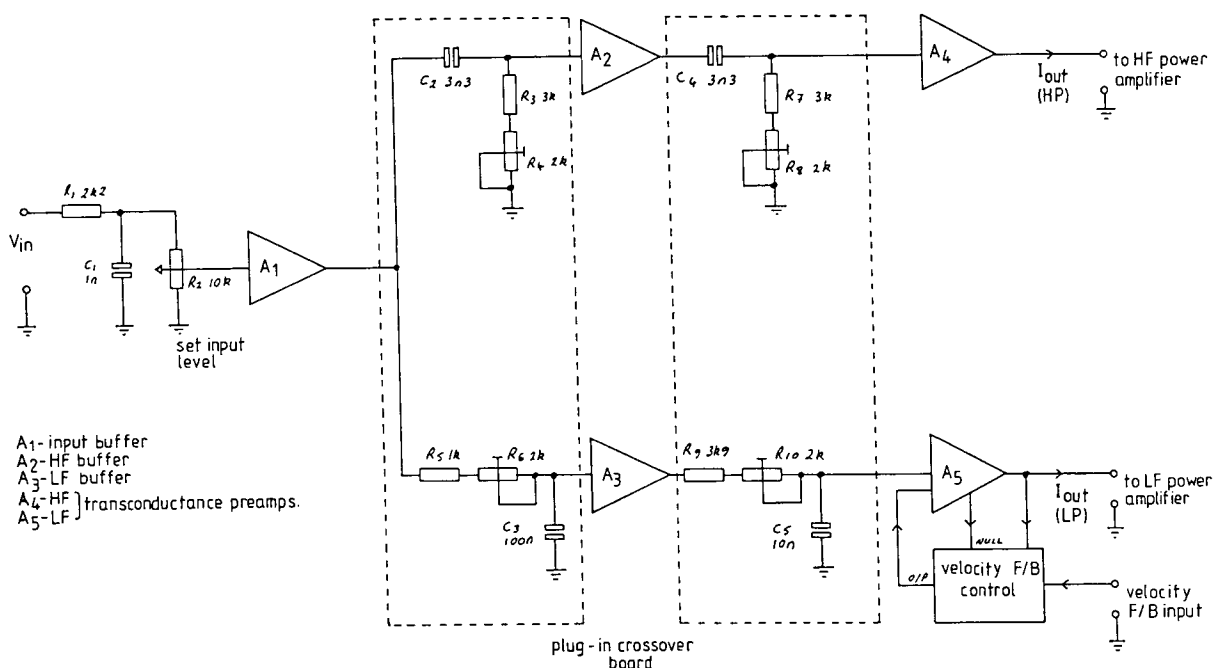 A2
C2 3n3
R3 3k
R4 2k
C4 3n3
R7 3k
R8 2k
A4
Iout
(HP)
to HF power
amplifier
R1 2k2
Vin
C1
1n
R2 10k
A1
set input
level
A1- input buffer
A2- HF buffer
A3- LF buffer
A4- HF
A5- LF
transconductance preamps.
R5 1k
R6 2k
C3
100n
A3
R9 3k9
R10 2k
C5
10n
A5
Iout
(LP)
to LF power
amplifier
NULL
O/P
velocity F/B
control
velocity
F/B input
plug-in crossover
board